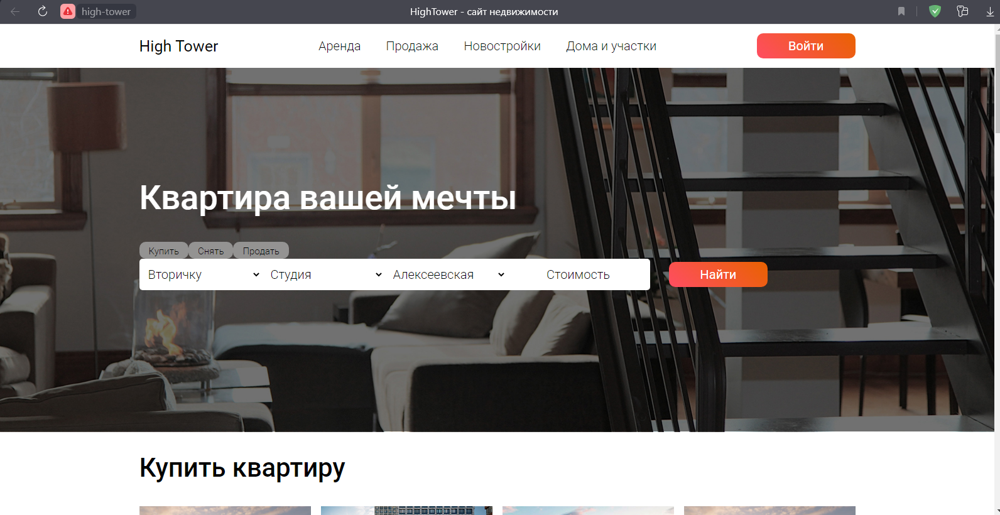 high-tower
HighTower - сайт недвижимости
High Tower
Аренда Продажа Новостройки Дома и участки
Войти
Квартира вашей мечты
Купить Снять Продать
Вторичку Студия Алексеевская Стоимость
Найти
Купить квартиру